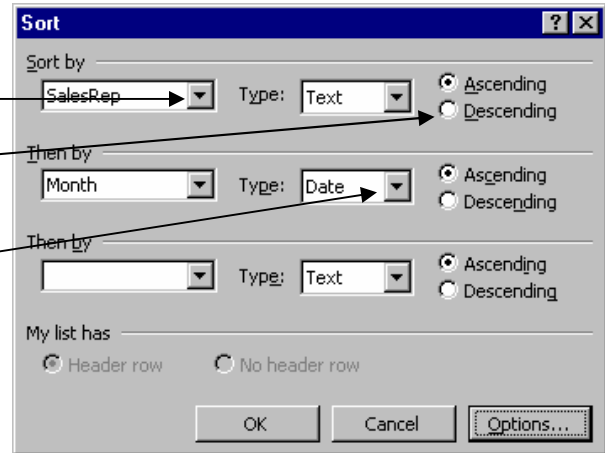 Sort
Sort by
SalesRep Type: Text Ascending
Descending
Then by
Month Type: Date Ascending
Descending
Then by
Type: Text Ascending
Descending
My list has
Header row No header row
OK Cancel Options...